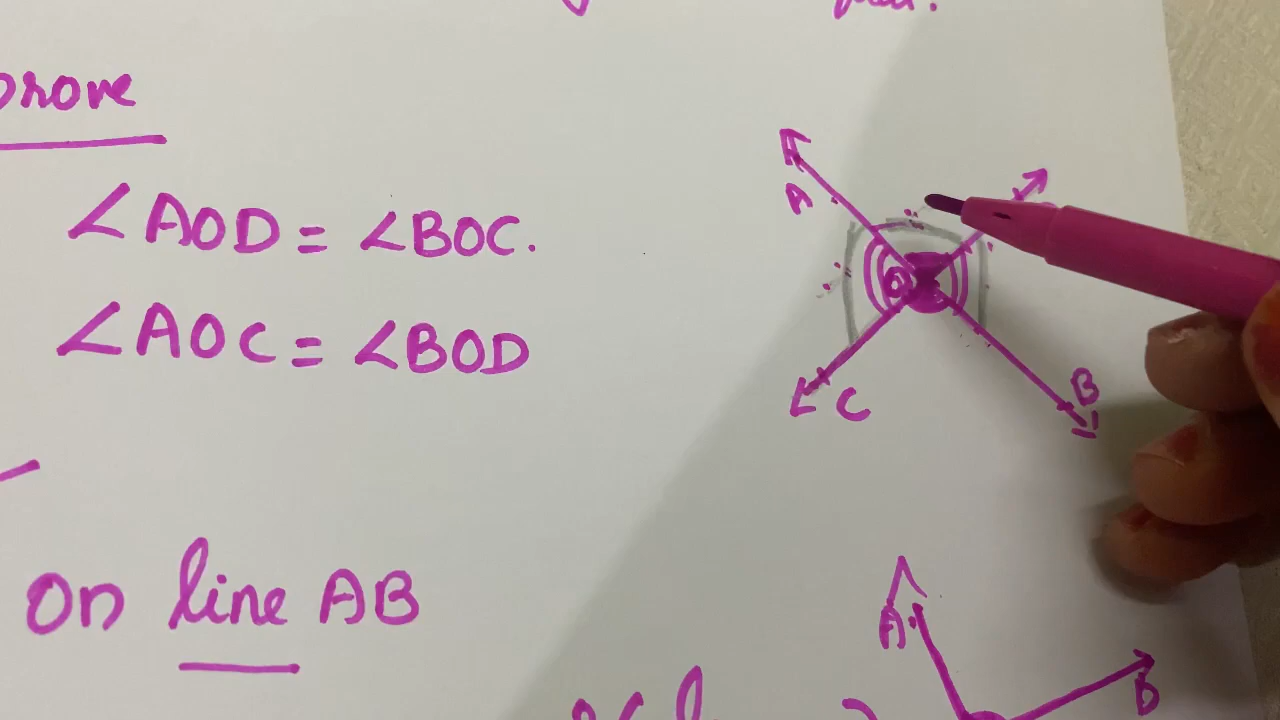 prove
∠AOD = ∠BOC.
∠AOC = ∠BOD
A
C
B
On line AB
A
D